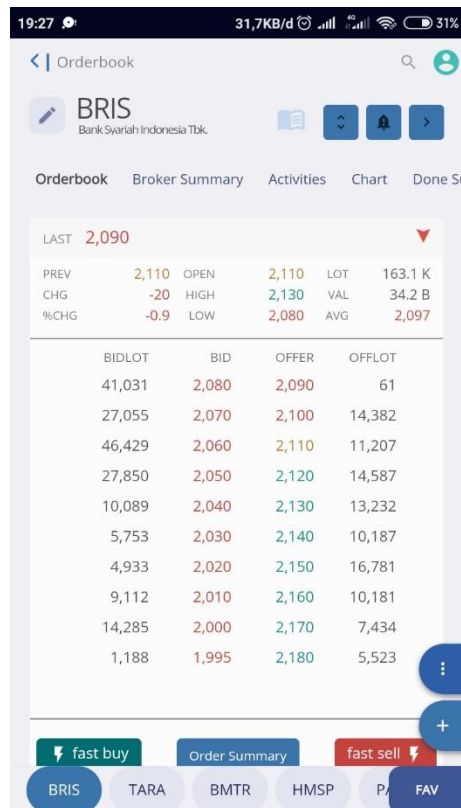 19:27 31,7KB/d 4G 31%
Orderbook
BRIS
Bank Syariah Indonesia Tbk.
Orderbook Broker Summary Activities Chart Done Su
LAST 2,090
PREV 2,110 OPEN 2,110 LOT 163.1 K
CHG -20 HIGH 2,130 VAL 34.2 B
%CHG -0.9 LOW 2,080 AVG 2,097
BIDLOT BID OFFER OFFLOT
41,031 2,080 2,090 61
27,055 2,070 2,100 14,382
46,429 2,060 2,110 11,207
27,850 2,050 2,120 14,587
10,089 2,040 2,130 13,232
5,753 2,030 2,140 10,187
4,933 2,020 2,150 16,781
9,112 2,010 2,160 10,181
14,285 2,000 2,170 7,434
1,188 1,995 2,180 5,523
fast buy Order Summary fast sell
BRIS TARA BMTR HMSP PA FAV